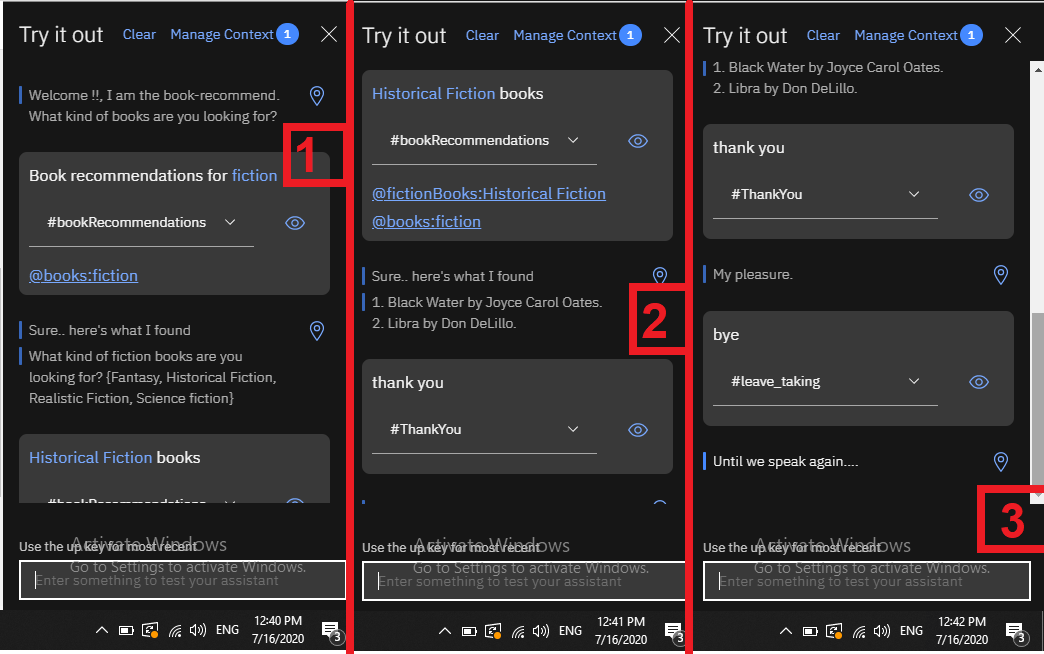 Try it out Clear Manage Context 1
Welcome !!, I am the book-recommend.
What kind of books are you looking for?
1
Book recommendations for fiction
#bookRecommendations
@books:fiction
Sure.. here's what I found
What kind of fiction books are you
looking for? {Fantasy, Historical Fiction,
Realistic Fiction, Science fiction}
Historical Fiction books
#bookRecommendations
Activate Windows
Use the up key for most recent
Go to Settings to activate Windows.
Enter something to test your assistant
ENG 12:40 PM 3
7/16/2020
Try it out Clear Manage Context 1
Historical Fiction books
#bookRecommendations
@fictionBooks:Historical Fiction
@books:fiction
Sure.. here's what I found
1. Black Water by Joyce Carol Oates.
2. Libra by Don DeLillo.
2
thank you
#ThankYou
Activate Windows
Use the up key for most recent
Go to Settings to activate Windows.
Enter something to test your assistant
ENG 12:41 PM 3
7/16/2020
Try it out Clear Manage Context 1
1. Black Water by Joyce Carol Oates.
2. Libra by Don DeLillo.
thank you
#ThankYou
My pleasure.
bye
#leave_taking
Until we speak again....
3
Activate Windows
Use the up key for most recent
Go to Settings to activate Windows.
Enter something to test your assistant
ENG 12:42 PM 3
7/16/2020